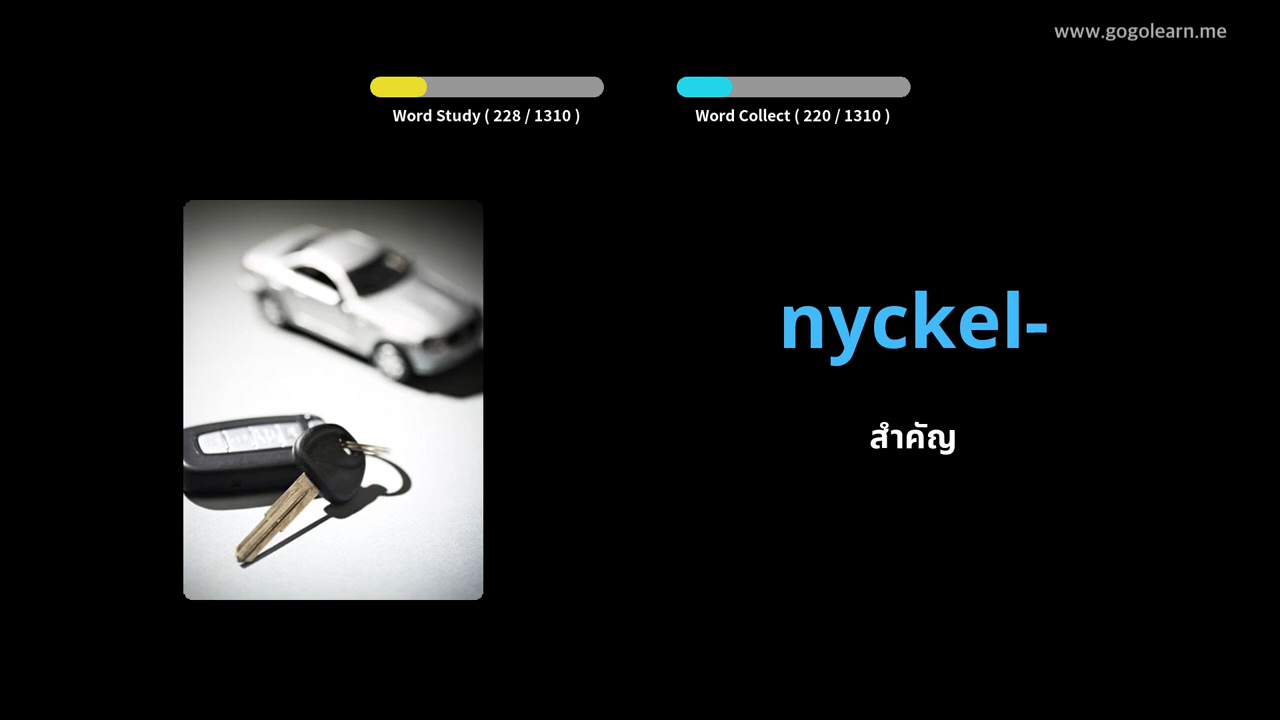 www.gogolearn.me
Word Study ( 228 / 1310 )
Word Collect ( 220 / 1310 )
nyckel-
สำคัญ